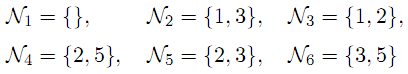 𝒩₁ = {}, 𝒩₂ = {1, 3}, 𝒩₃ = {1, 2},
𝒩₄ = {2, 5}, 𝒩₅ = {2, 3}, 𝒩₆ = {3, 5}